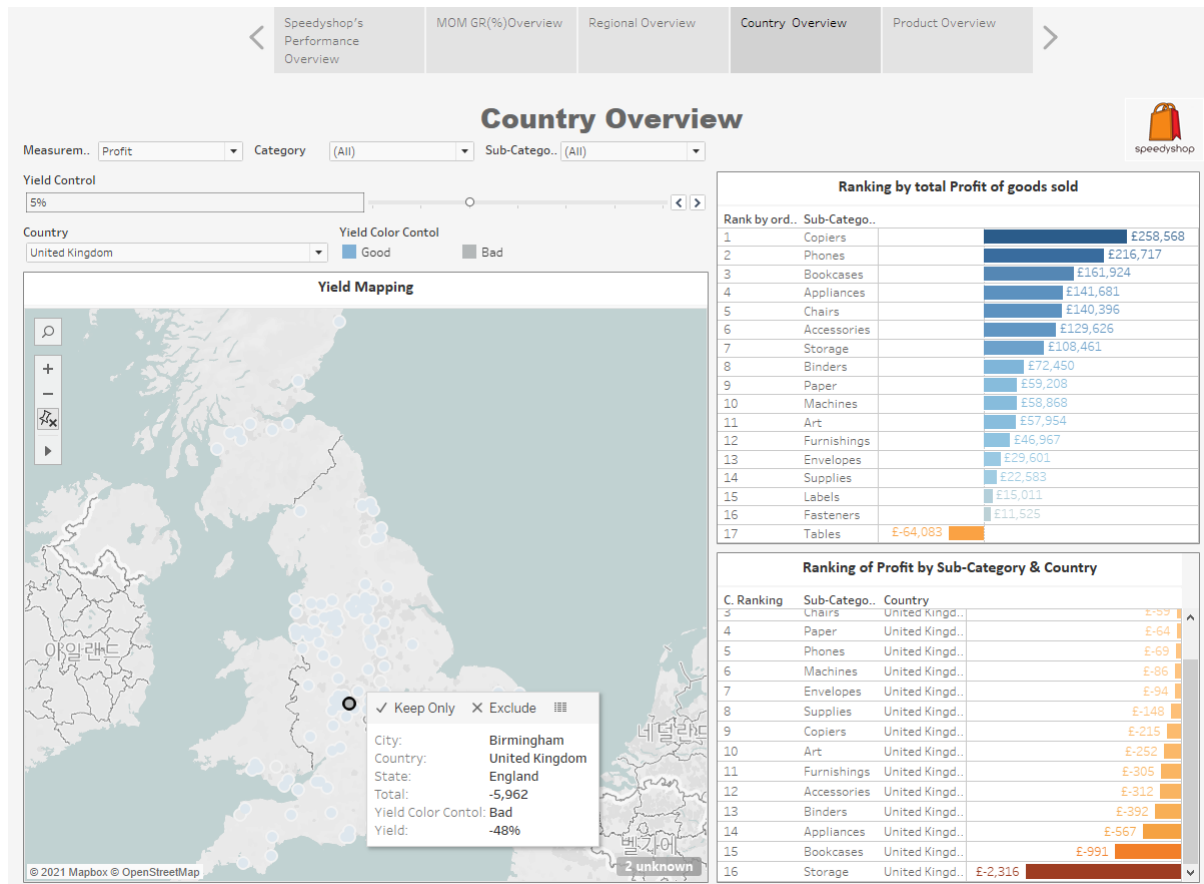 Speedyshop's
Performance
Overview
MOM GR(%)Overview
Regional Overview
Country Overview
Product Overview
Country Overview
speedyshop
Measurem.. Profit
Category (All)
Sub-Catego.. (All)
Yield Control
5%
Country
United Kingdom
Yield Color Contol
Good
Bad
Yield Mapping
아일랜드
네덜란드
벨기에
✓ Keep Only × Exclude
City: Birmingham
Country: United Kingdom
State: England
Total: -5,962
Yield Color Contol: Bad
Yield: -48%
© 2021 Mapbox © OpenStreetMap
2 unknown
Ranking by total Profit of goods sold
Rank by ord.. Sub-Catego..
1 Copiers £258,568
2 Phones £216,717
3 Bookcases £161,924
4 Appliances £141,681
5 Chairs £140,396
6 Accessories £129,626
7 Storage £108,461
8 Binders £72,450
9 Paper £59,208
10 Machines £58,868
11 Art £57,954
12 Furnishings £46,967
13 Envelopes £29,601
14 Supplies £22,583
15 Labels £15,011
16 Fasteners £11,525
17 Tables £-64,083
Ranking of Profit by Sub-Category & Country
C. Ranking Sub-Catego.. Country
3 Chairs United Kingd.. £-59
4 Paper United Kingd.. £-64
5 Phones United Kingd.. £-69
6 Machines United Kingd.. £-86
7 Envelopes United Kingd.. £-94
8 Supplies United Kingd.. £-148
9 Copiers United Kingd.. £-215
10 Art United Kingd.. £-252
11 Furnishings United Kingd.. £-305
12 Accessories United Kingd.. £-312
13 Binders United Kingd.. £-392
14 Appliances United Kingd.. £-567
15 Bookcases United Kingd.. £-991
16 Storage United Kingd.. £-2,316